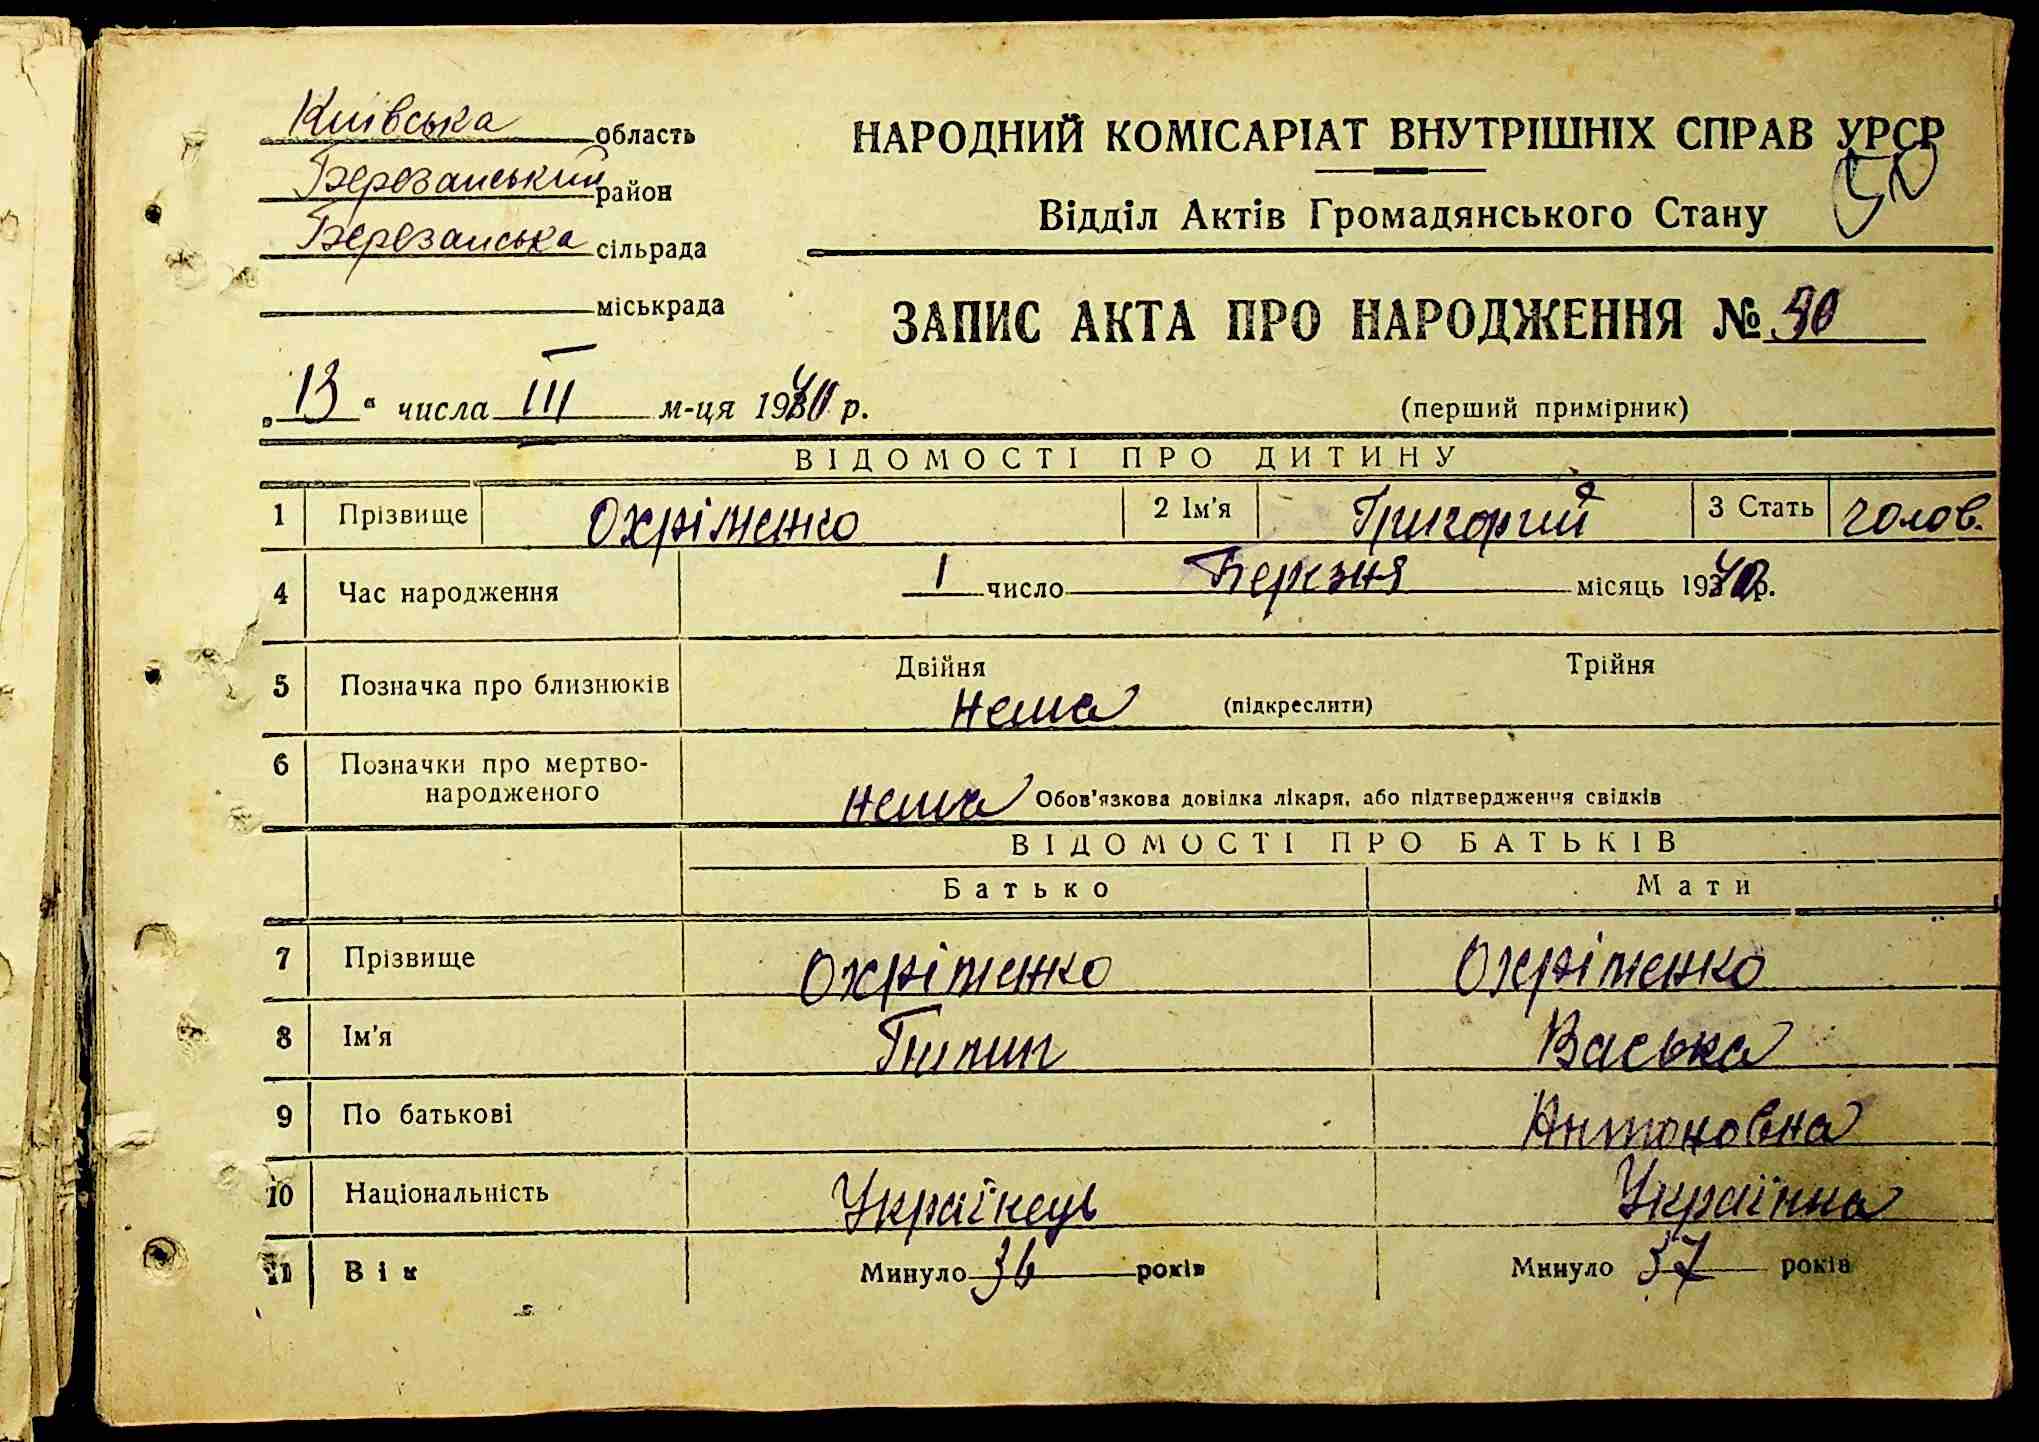 Київська область
Березанський район
Березанська сільрада
міськрада
НАРОДНИЙ КОМІСАРІАТ ВНУТРІШНІХ СПРАВ УРСР
50
Відділ Актів Громадянського Стану
ЗАПИС АКТА ПРО НАРОДЖЕННЯ № 90
„13“ числа III м-ця 1940 р.
(перший примірник)
ВІДОМОСТІ ПРО ДИТИНУ
1 Прізвище Охріменко 2 Ім'я Григорий 3 Стать чолов.
4 Час народження 1 число Березня місяць 1940 р.
5 Позначка про близнюків Двійня Трійня
нема (підкреслити)
6 Позначки про мертво-
народженого нема Обов'язкова довідка лікаря, або підтвердження свідків
ВІДОМОСТІ ПРО БАТЬКІВ
Батько Мати
7 Прізвище Охріменко Охріменко
8 Ім'я Пилип Васька
9 По батькові Антоновна
10 Національність Українець Українка
11 Вік Минуло 36 років Минуло 37 років